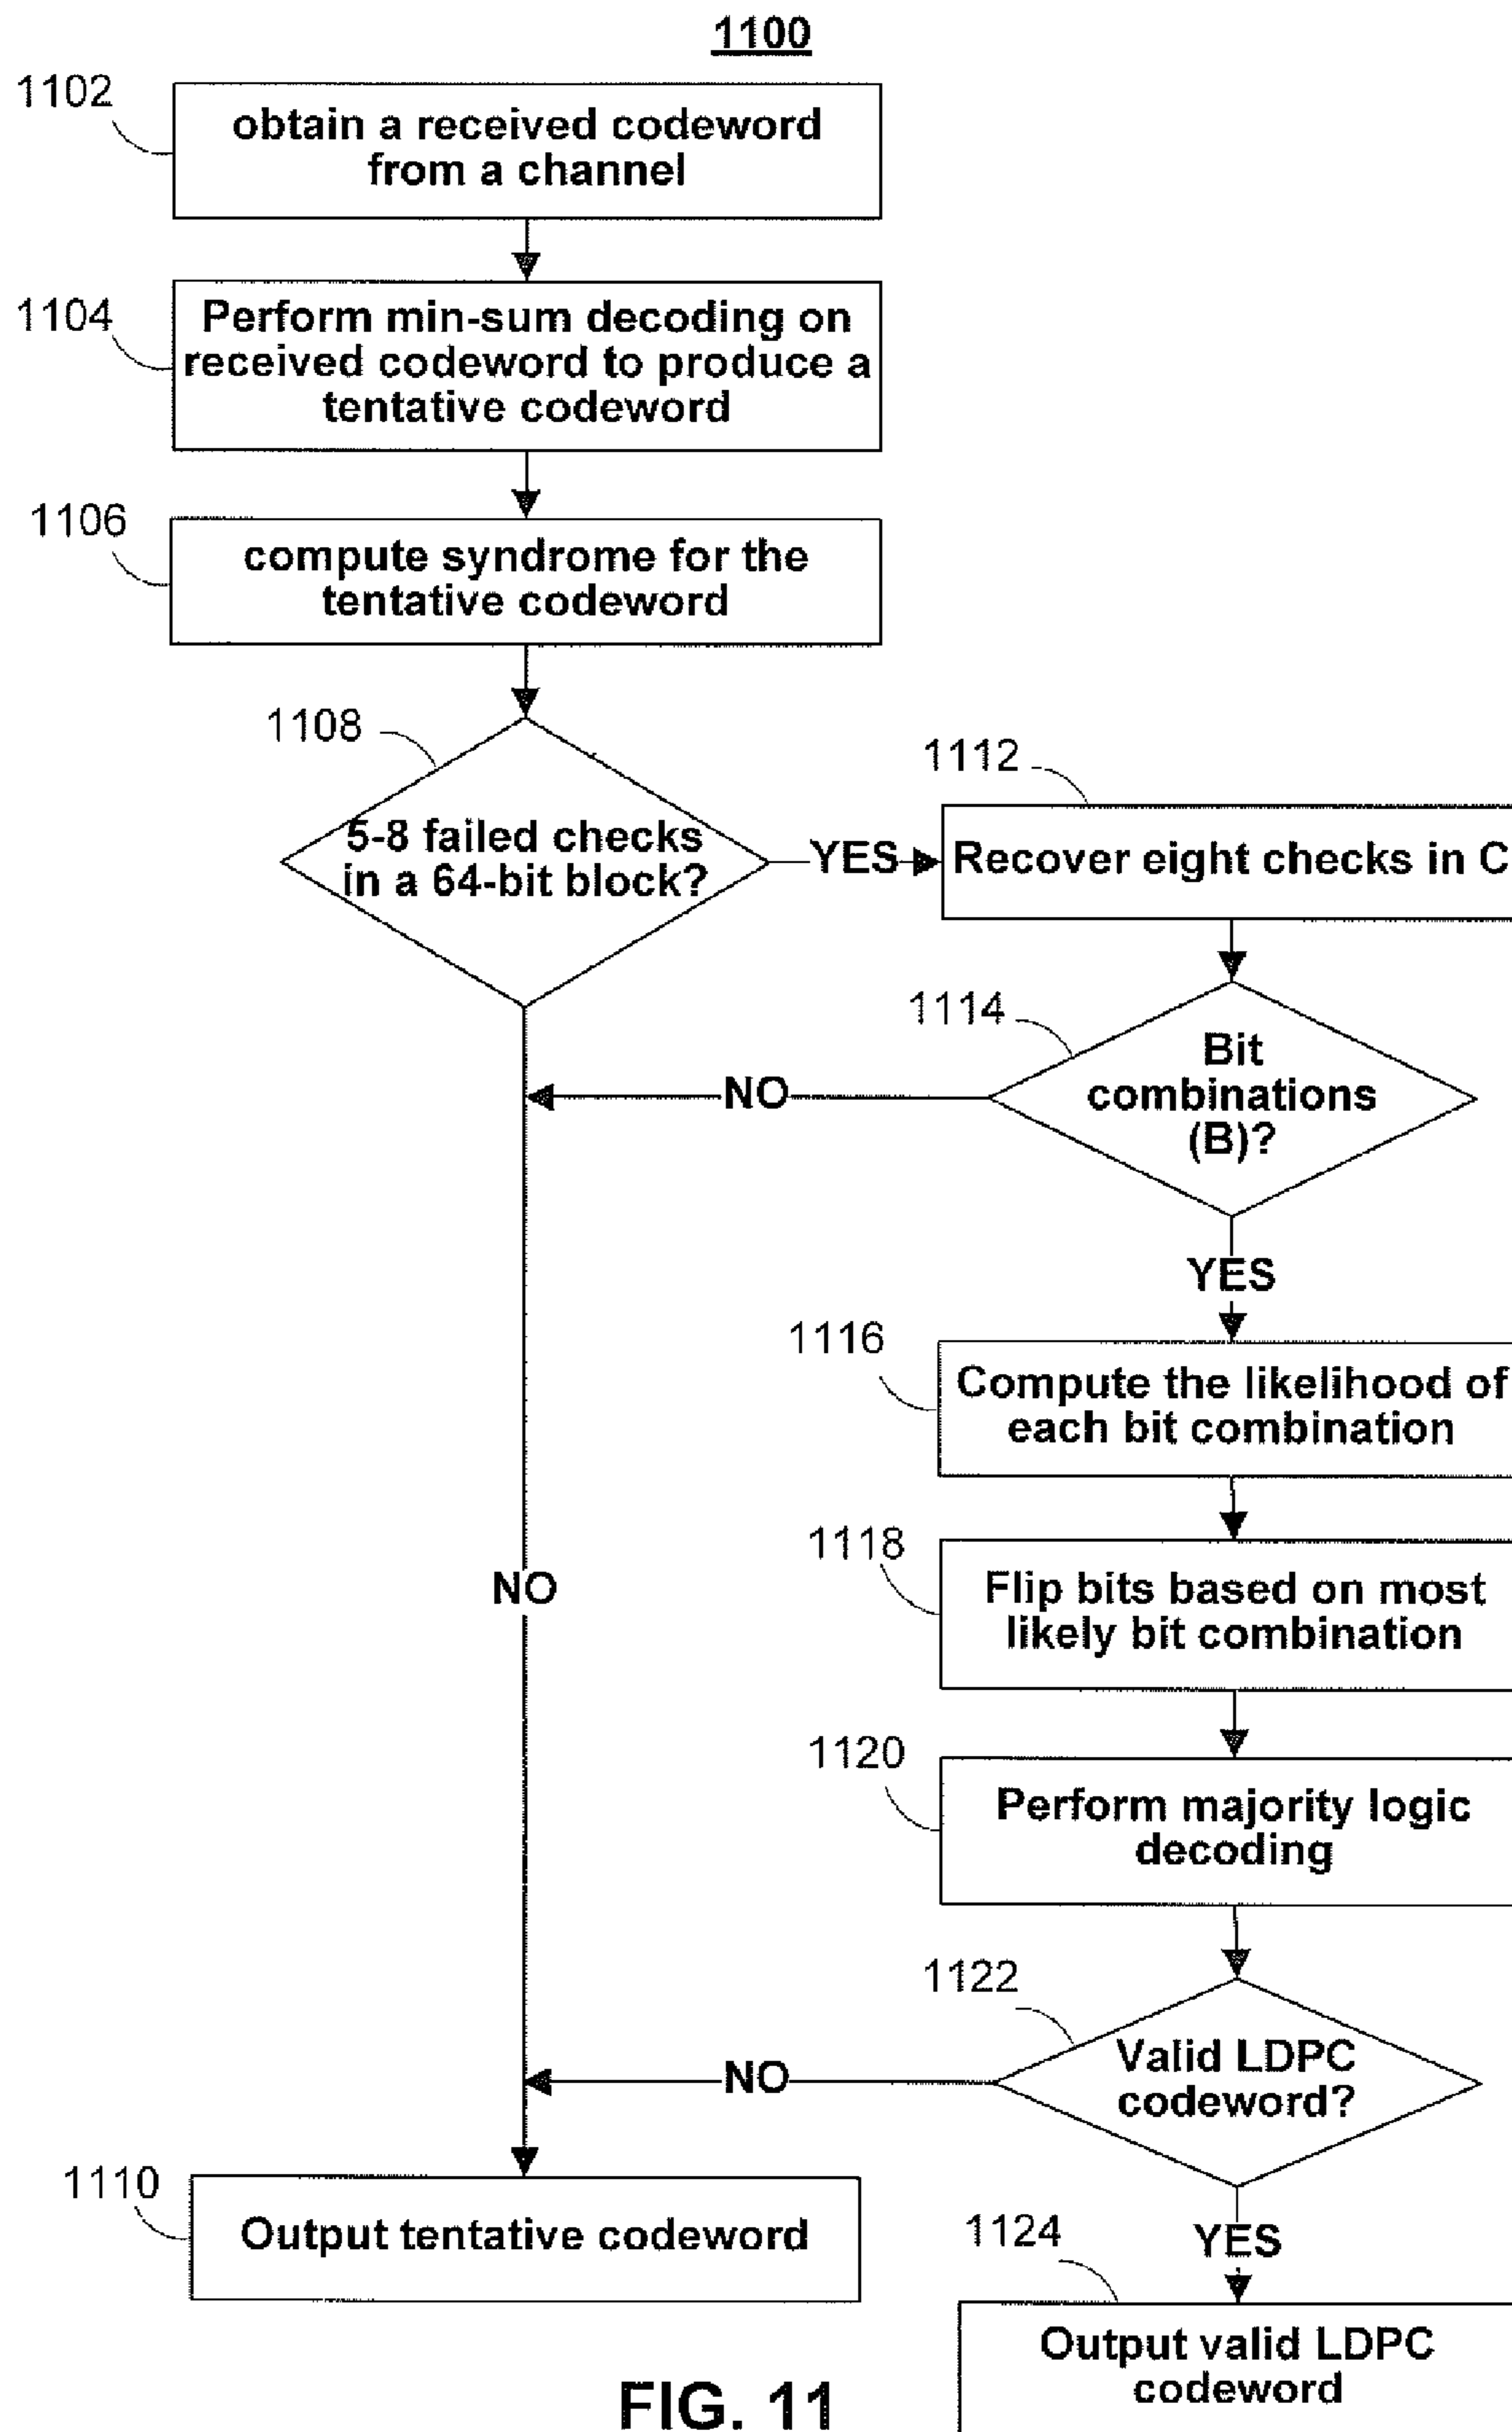 1100
1102
obtain a received codeword
from a channel
1104
Perform min-sum decoding on
received codeword to produce a
tentative codeword
1106
compute syndrome for the
tentative codeword
1108
5-8 failed checks
in a 64-bit block?
YES
1112
Recover eight checks in C
1114
Bit
combinations
(B)?
NO
YES
1116
Compute the likelihood of
each bit combination
1118
Flip bits based on most
likely bit combination
NO
1120
Perform majority logic
decoding
1122
Valid LDPC
codeword?
NO
YES
1110
Output tentative codeword
1124
Output valid LDPC
codeword
FIG. 11